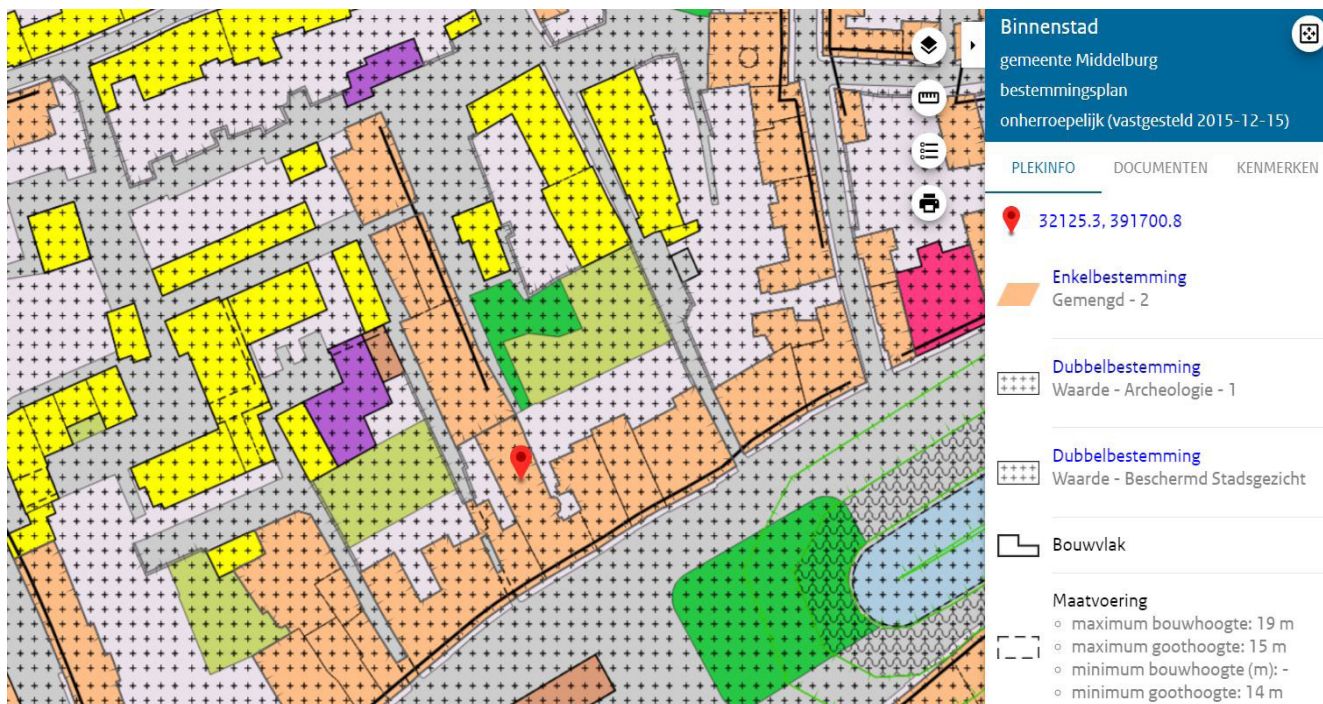 Binnenstad
gemeente Middelburg
bestemmingsplan
onherroepelijk (vastgesteld 2015-12-15)
PLEKINFO DOCUMENTEN KENMERKEN
32125.3, 391700.8
Enkelbestemming
Gemengd - 2
Dubbelbestemming
Waarde - Archeologie - 1
Dubbelbestemming
Waarde - Beschermd Stadsgezicht
Bouwvlak
Maatvoering
maximum bouwhoogte: 19 m
maximum goothoogte: 15 m
minimum bouwhoogte (m): -
minimum goothoogte: 14 m